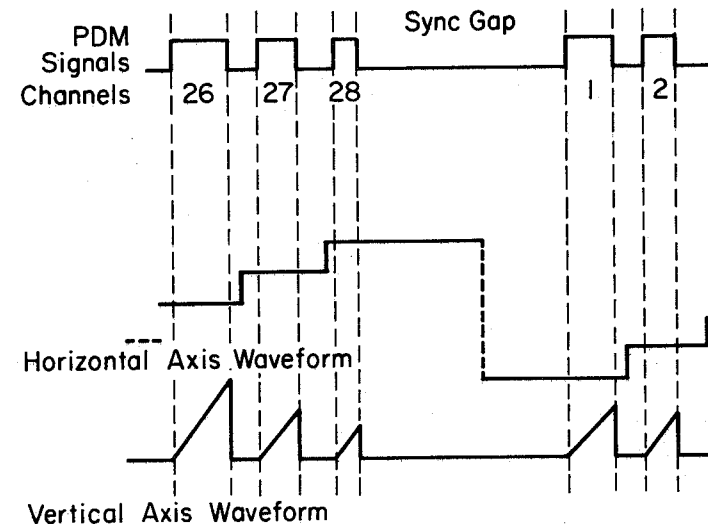 Sync Gap
PDM
Signals
Channels 26 27 28 1 2
Horizontal Axis Waveform
Vertical Axis Waveform